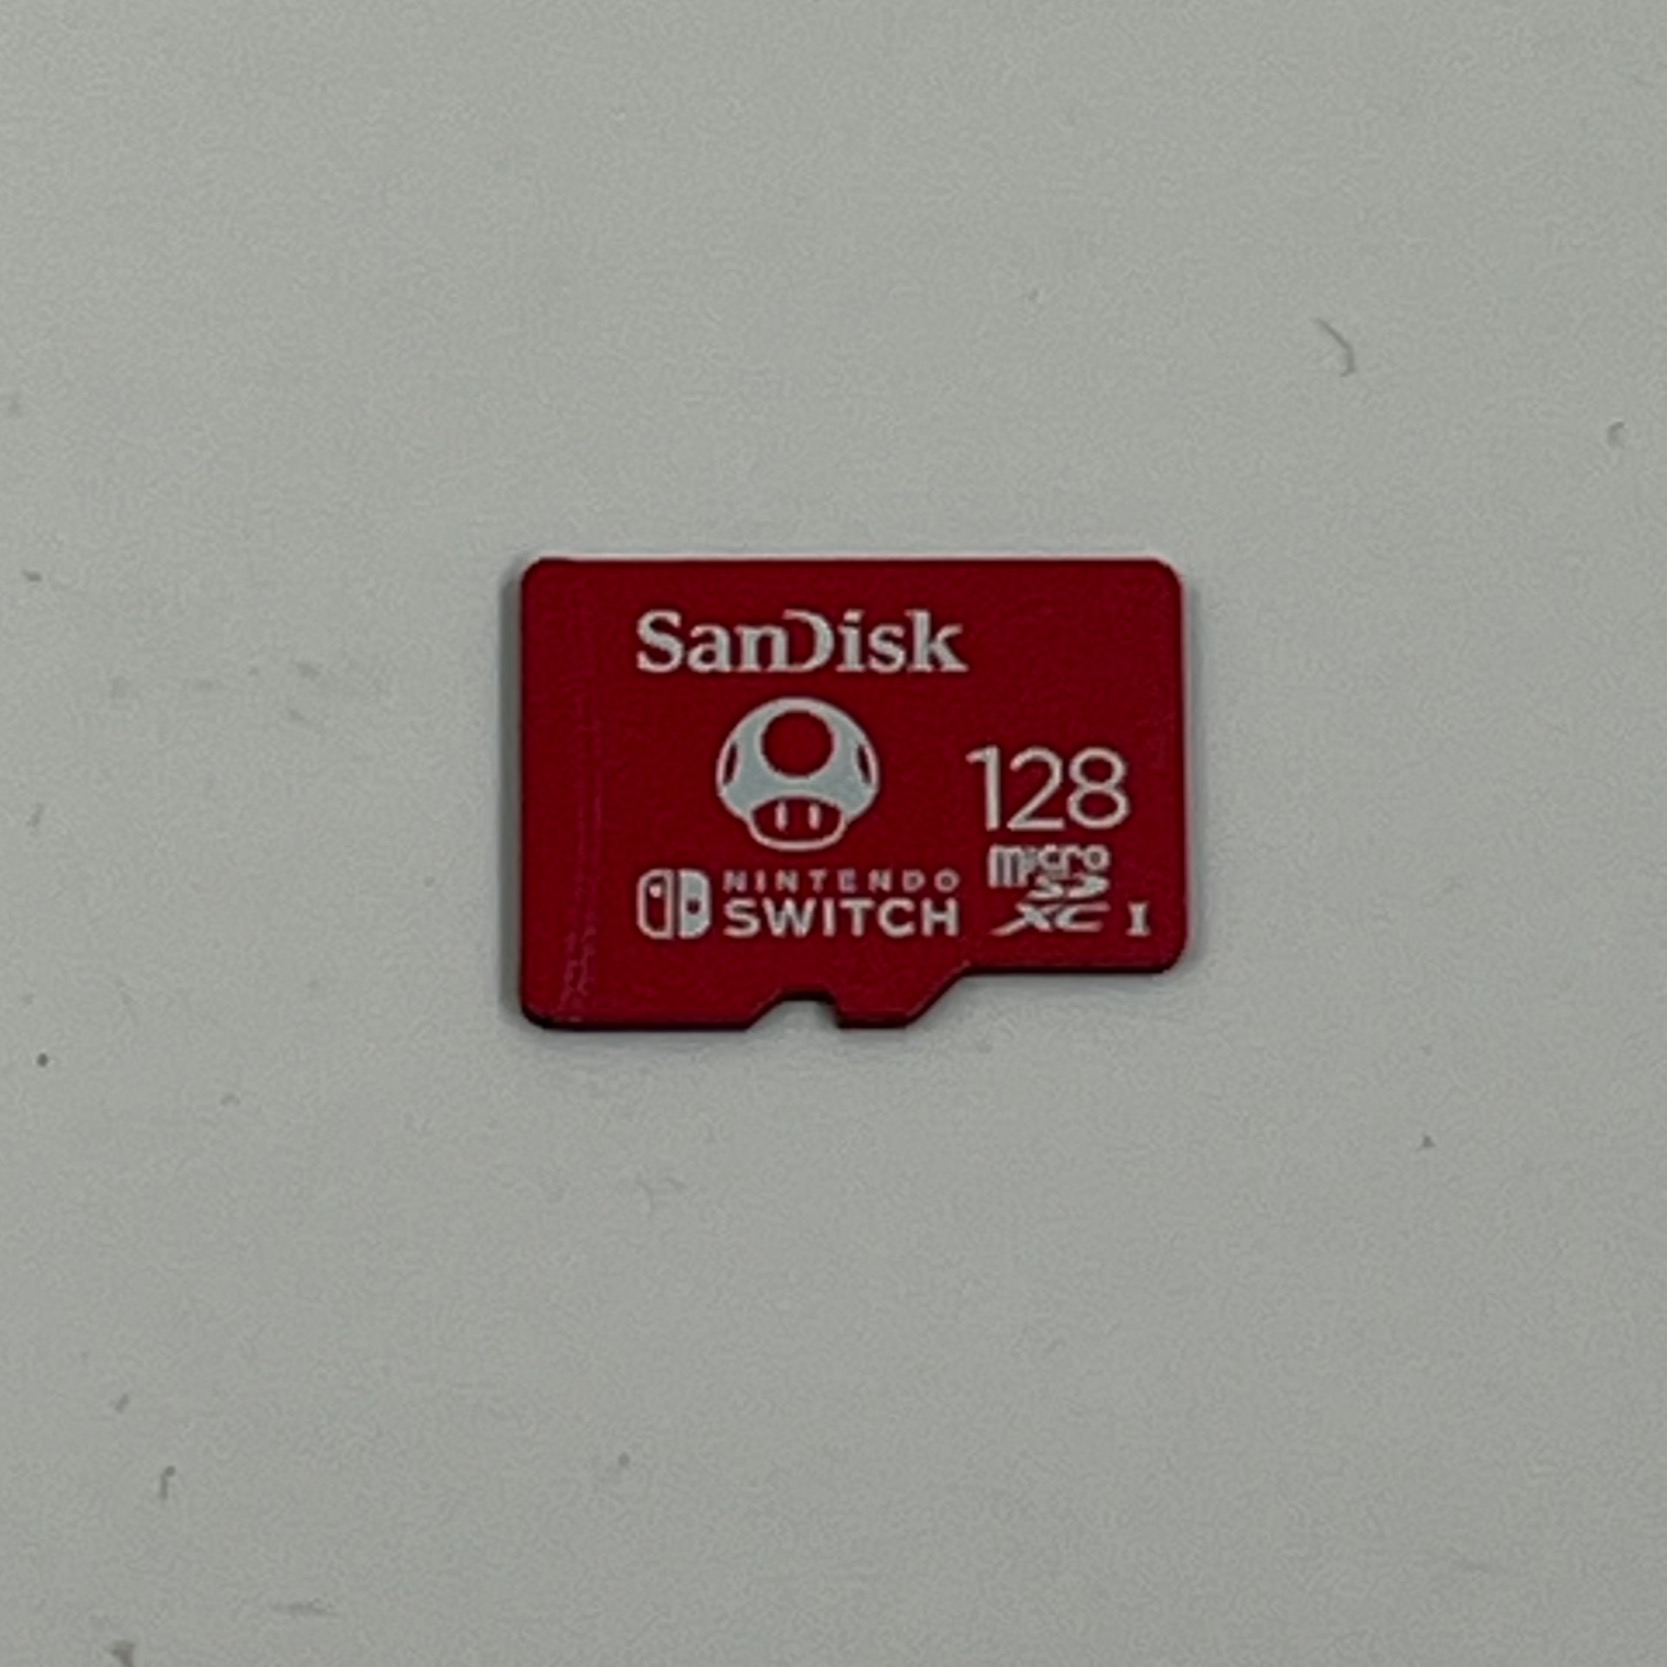 SanDisk
128
micro
SD
XC I
NINTENDO
SWITCH